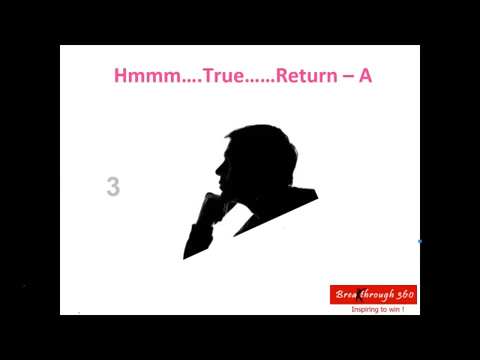 Hmmm….True……Return – A
3
Breakthrough 360
Inspiring to win !